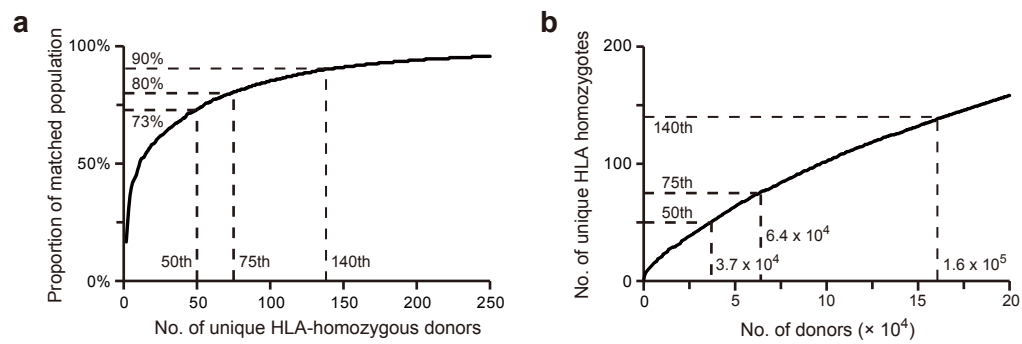 a
Proportion of matched population
100%
50%
0%
90%
80%
73%
50th
75th
140th
0
50
100
150
200
250
No. of unique HLA-homozygous donors
b
No. of unique HLA homozygotes
200
100
0
140th
75th
50th
3.7 x 10⁴
6.4 x 10⁴
1.6 x 10⁵
0
5
10
15
20
No. of donors (× 10⁴)